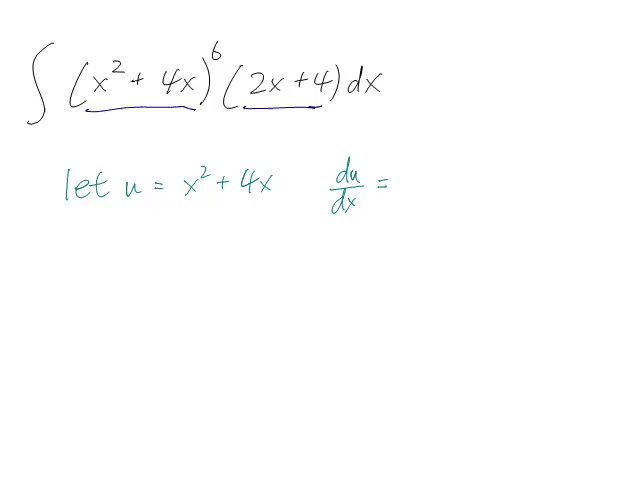 ∫ (x² + 4x)⁶ (2x + 4) dx
let u = x² + 4x du/dx =